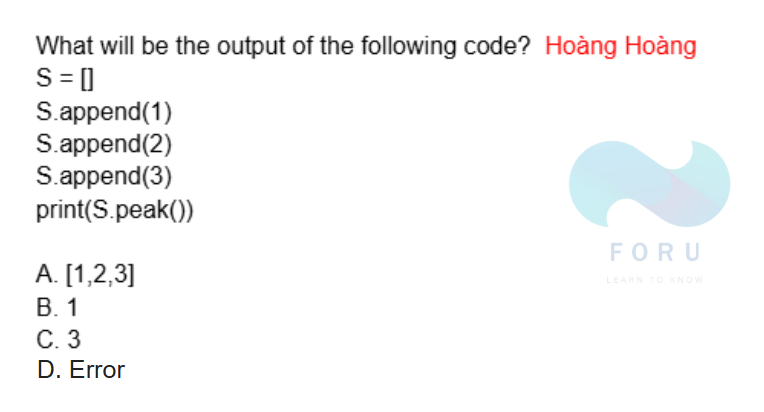 What will be the output of the following code? Hoàng Hoàng
S = []
S.append(1)
S.append(2)
S.append(3)
print(S.peak())
A. [1,2,3]
B. 1
C. 3
D. Error
FORU
LEARN TO KNOW